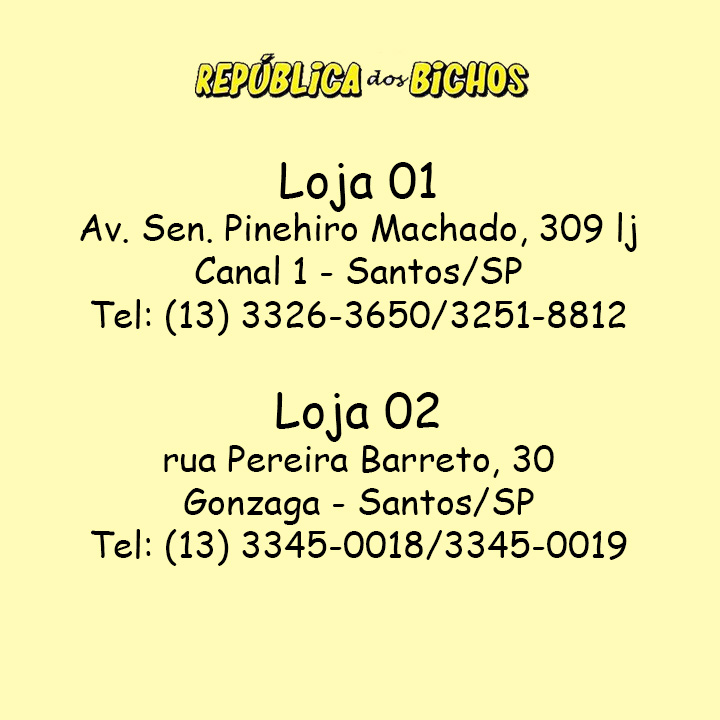 REPÚBLiCA dos BiCHOS
Loja 01
Av. Sen. Pinehiro Machado, 309 lj
Canal 1 - Santos/SP
Tel: (13) 3326-3650/3251-8812
Loja 02
rua Pereira Barreto, 30
Gonzaga - Santos/SP
Tel: (13) 3345-0018/3345-0019